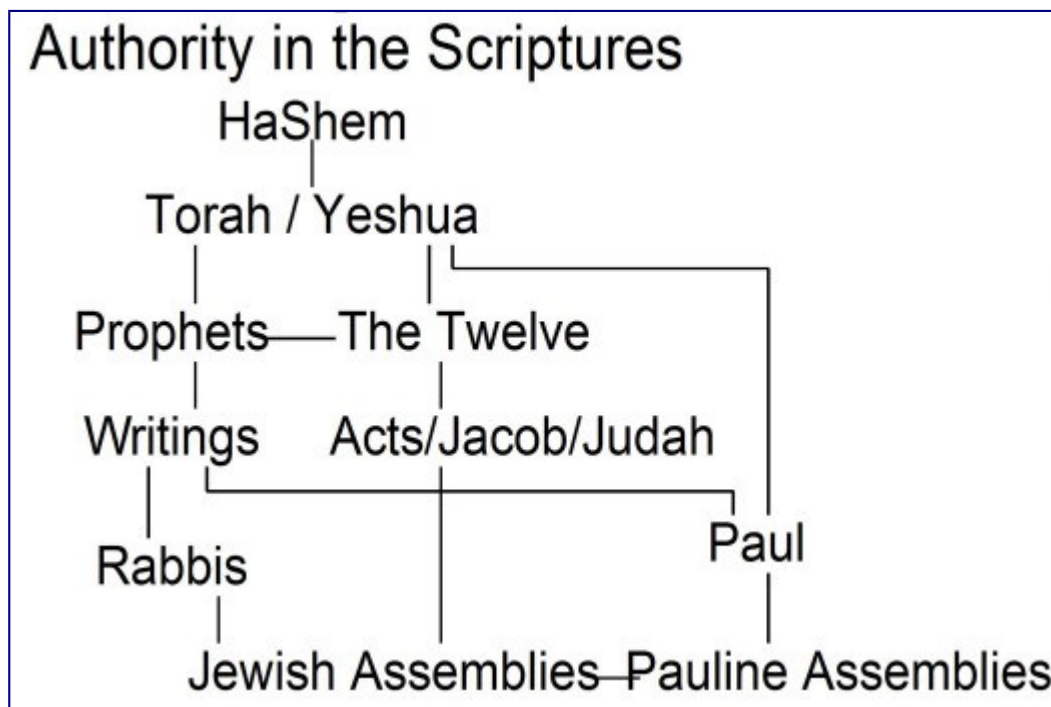 Authority in the Scriptures
HaShem
Torah / Yeshua
Prophets The Twelve
Writings Acts/Jacob/Judah
Paul
Rabbis
Jewish Assemblies Pauline Assemblies